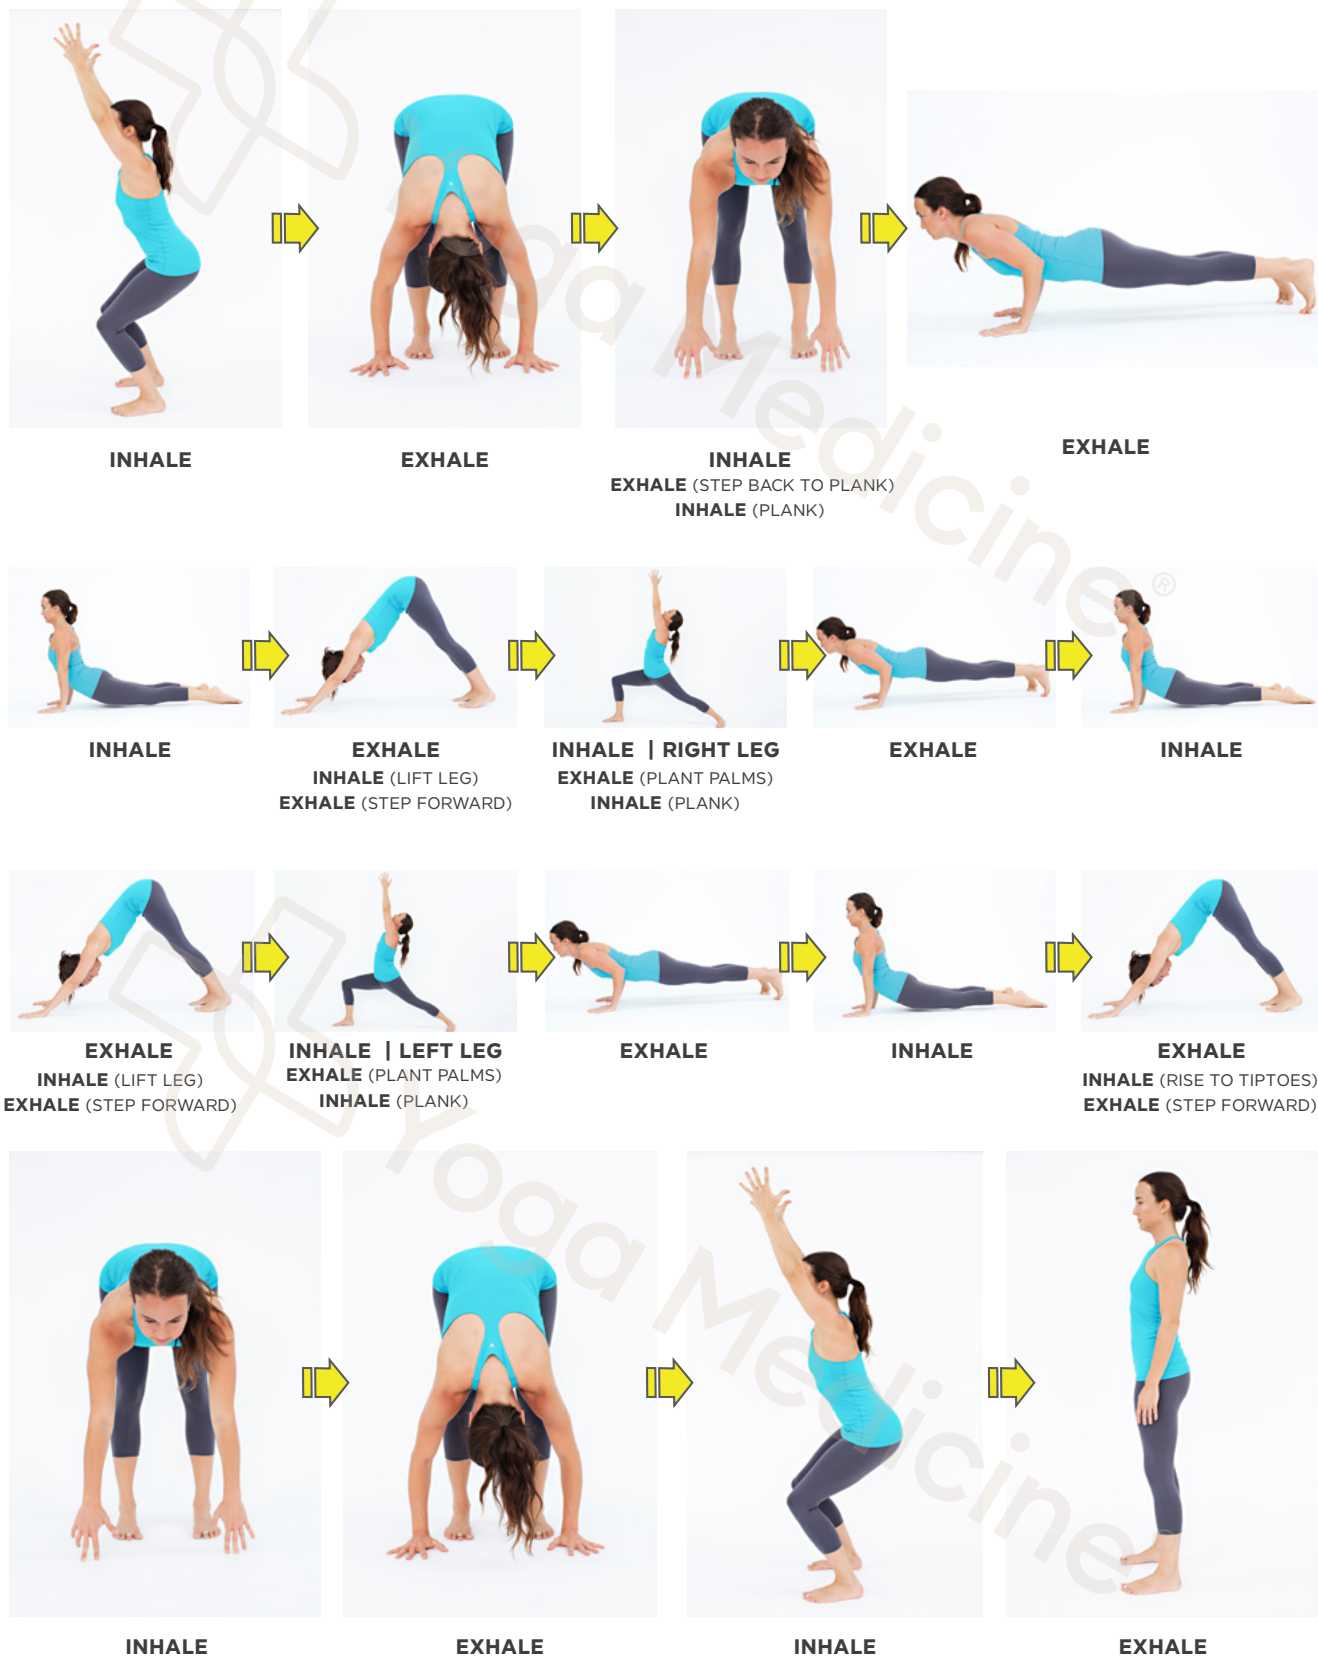 INHALE
EXHALE
INHALE
EXHALE (STEP BACK TO PLANK)
INHALE (PLANK)
EXHALE
INHALE
EXHALE
INHALE (LIFT LEG)
EXHALE (STEP FORWARD)
INHALE | RIGHT LEG
EXHALE (PLANT PALMS)
INHALE (PLANK)
EXHALE
INHALE
EXHALE
INHALE (LIFT LEG)
EXHALE (STEP FORWARD)
INHALE | LEFT LEG
EXHALE (PLANT PALMS)
INHALE (PLANK)
EXHALE
INHALE
EXHALE
INHALE (RISE TO TIPTOES)
EXHALE (STEP FORWARD)
INHALE
EXHALE
INHALE
EXHALE
Yoga Medicine®
Yoga Medicine